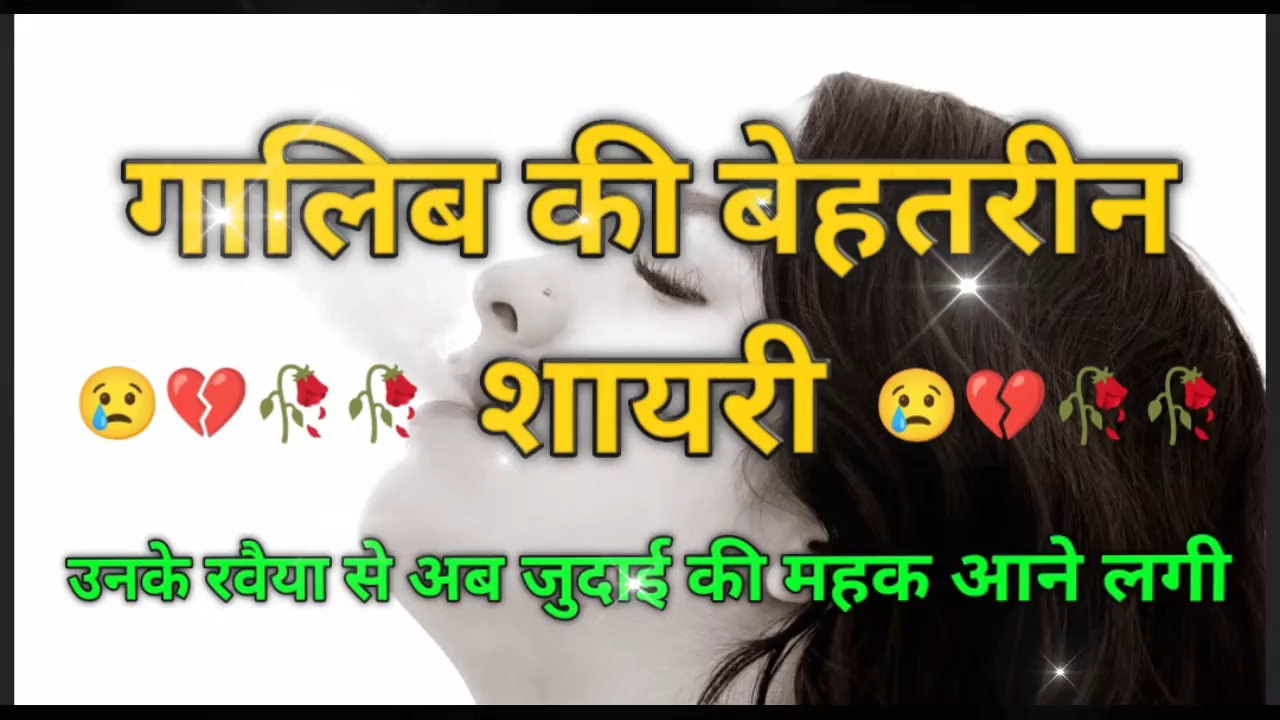 गालिब की बेहतरीन
😢💔🥀🥀 शायरी 😢💔🥀🥀
उनके रवैया से अब जुदाई की महक आने लगी